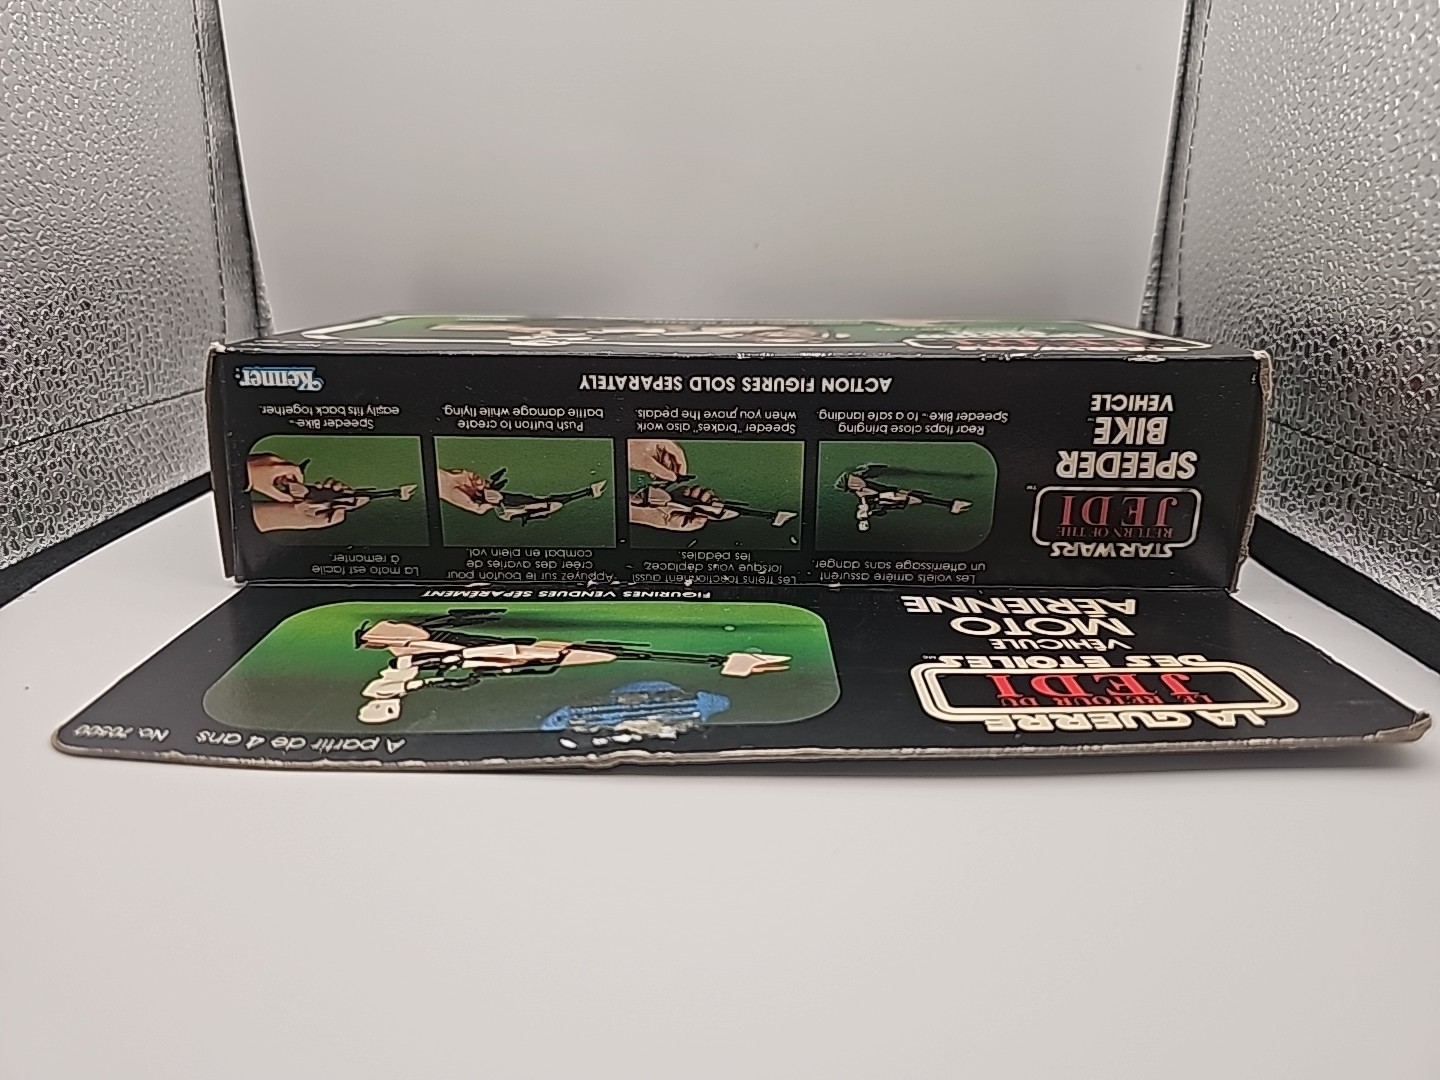 LA GUERRE
LE RETOUR DU
JEDI
DES ETOILES
MC
VÉHICULE
MOTO
AÉRIENNE
A partir de 4 ans
No. 70500
FIGURINES VENDUES SÉPARÉMENT
STAR WARS
RETURN OF THE
JEDI
TM
SPEEDER
BIKE
VEHICLE
Les volets arrière assurent
un atterrissage sans danger.
Les freins fonctionnent aussi
lorsque vous déplacez
les pédales.
Appuyez sur le bouton pour
créer des avaries de
combat en plein vol.
La moto est facile
à remonter.
Rear flaps close bringing
Speeder Bike to a safe landing.
Speeder "brakes" also work
when you move the pedals.
Push button to create
battle damage while flying.
Speeder Bike
easily fits back together.
ACTION FIGURES SOLD SEPARATELY
Kenner
JEDI